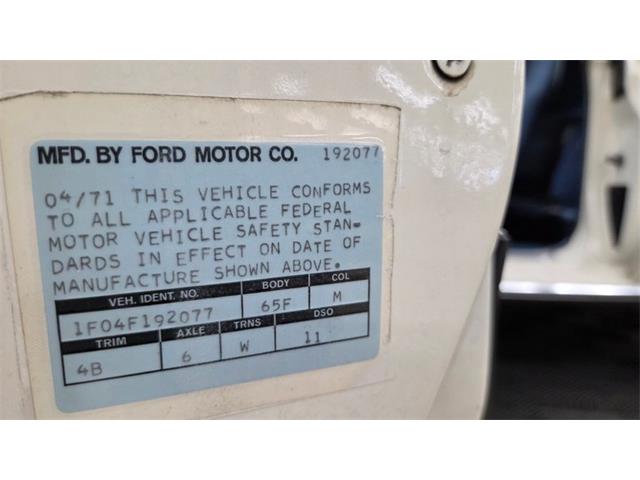 MFD. BY FORD MOTOR CO. 192077
04/71 THIS VEHICLE CONFORMS
TO ALL APPLICABLE FEDERAL
MOTOR VEHICLE SAFETY STAN-
DARDS IN EFFECT ON DATE OF
MANUFACTURE SHOWN ABOVE.
VEH. IDENT. NO. BODY COL
1F04F192077 65F M
TRIM AXLE TRNS DSO
4B 6 W 11